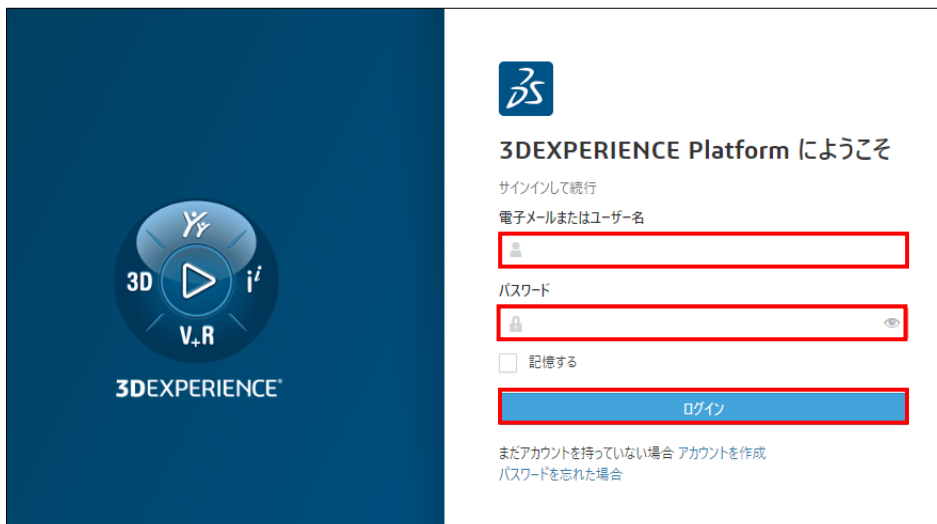 3DS
3DEXPERIENCE Platform にようこそ
サインインして続行
電子メールまたはユーザー名
パスワード
記憶する
ログイン
まだアカウントを持っていない場合 アカウントを作成
パスワードを忘れた場合
3D
i i
V+R
3DEXPERIENCE®